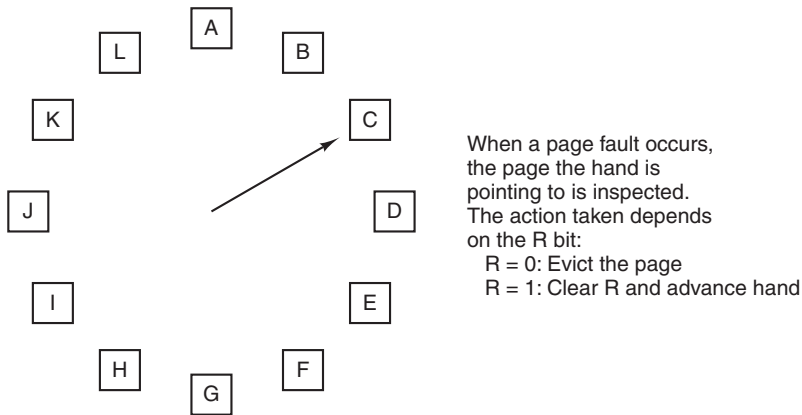 A
L
B
K
C
J
D
I
E
H
F
G
When a page fault occurs,
the page the hand is
pointing to is inspected.
The action taken depends
on the R bit:
R = 0: Evict the page
R = 1: Clear R and advance hand